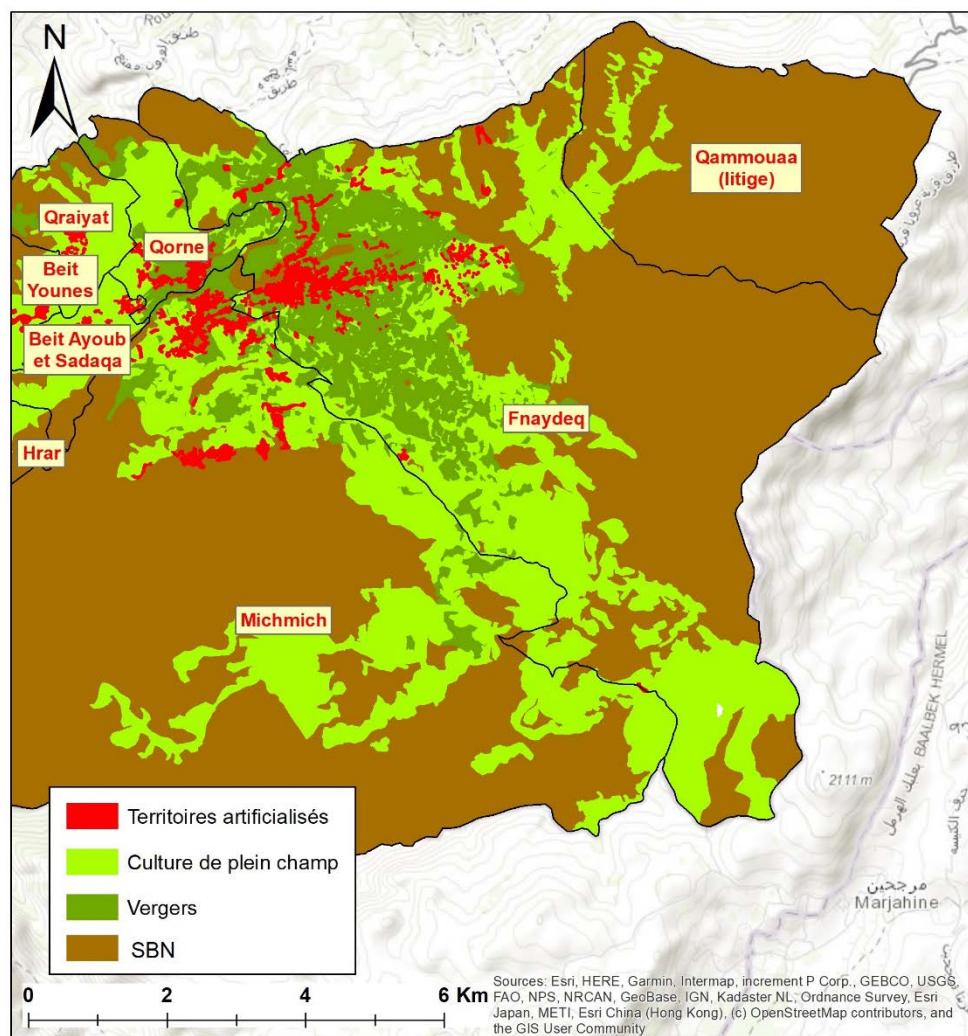 N
Qammouaa
(litige)
Qraiyat
Qorne
Beit
Younes
Beit Ayoub
et Sadaqa
Fnaydeq
Hrar
Michmich
BAALBEK HERMEL بعلبك الهرمل
2111 m
مرجحين
Marjahine
Territoires artificialisés
Culture de plein champ
Vergers
SBN
0 2 4 6 Km
Sources: Esri, HERE, Garmin, Intermap, increment P Corp., GEBCO, USGS,
FAO, NPS, NRCAN, GeoBase, IGN, Kadaster NL, Ordnance Survey, Esri
Japan, METI, Esri China (Hong Kong), (c) OpenStreetMap contributors, and
the GIS User Community